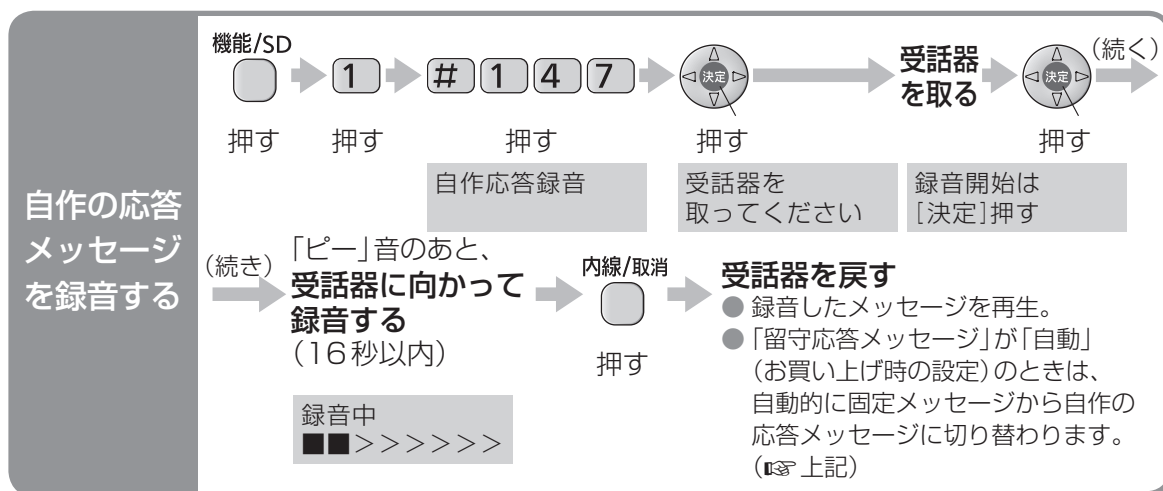 自作の応答
メッセージ
を録音する
機能/SD
1
# 1 4 7
決定
受話器
を取る
決定
(続く)
押す
押す
押す
押す
押す
自作応答録音
受話器を
取ってください
録音開始は
[決定]押す
(続き)
「ピー」音のあと、
受話器に向かって
録音する
(16秒以内)
録音中
■■>>>>>>
内線/取消
押す
受話器を戻す
● 録音したメッセージを再生。
● 「留守応答メッセージ」が「自動」
(お買い上げ時の設定)のときは、
自動的に固定メッセージから自作の
応答メッセージに切り替わります。
(☞ 上記)